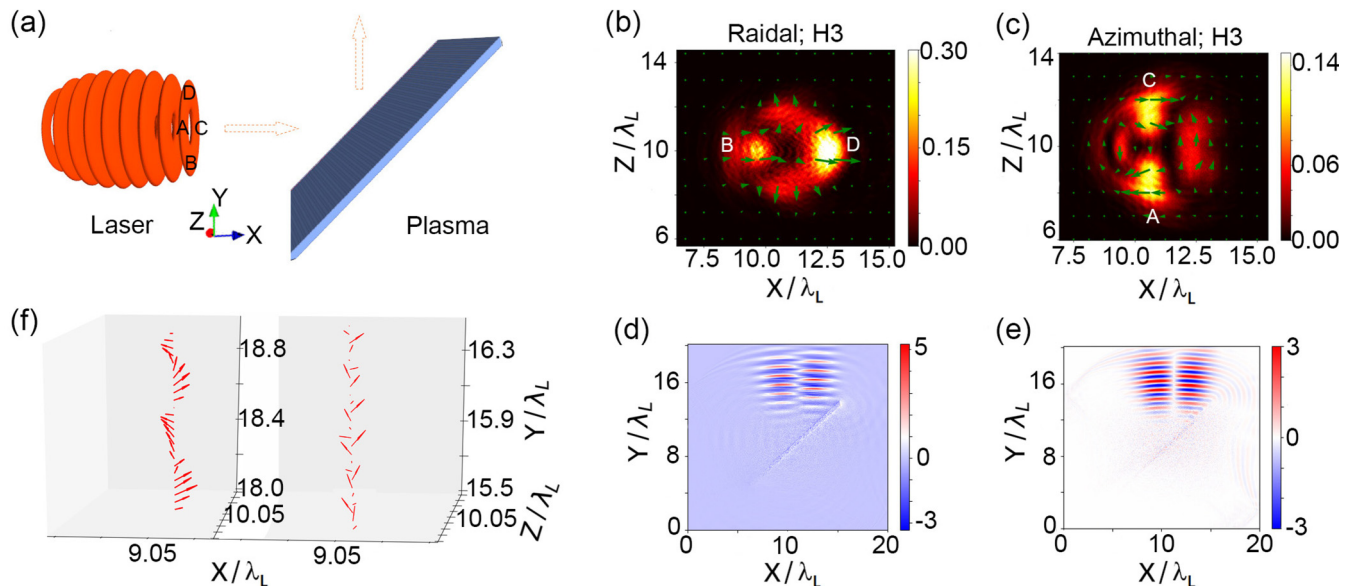 (a)
D
A C
B
Y
Z
X
Laser
Plasma
(b)
Raidal; H3
Z/λL
14
10
6
B
D
7.5 10.0 12.5 15.0
X/λL
0.30
0.15
0.00
(c)
Azimuthal; H3
Z/λL
14
10
6
C
A
7.5 10.0 12.5 15.0
X/λL
0.14
0.06
0.00
(f)
18.8
18.4
18.0
10.05
9.05
16.3
15.9
15.5
Y/λL
10.05
Z/λL
9.05
X/λL
(d)
Y/λL
16
8
0
0 10 20
X/λL
5
0
-3
(e)
Y/λL
16
8
0
0 10 20
X/λL
3
0
-3